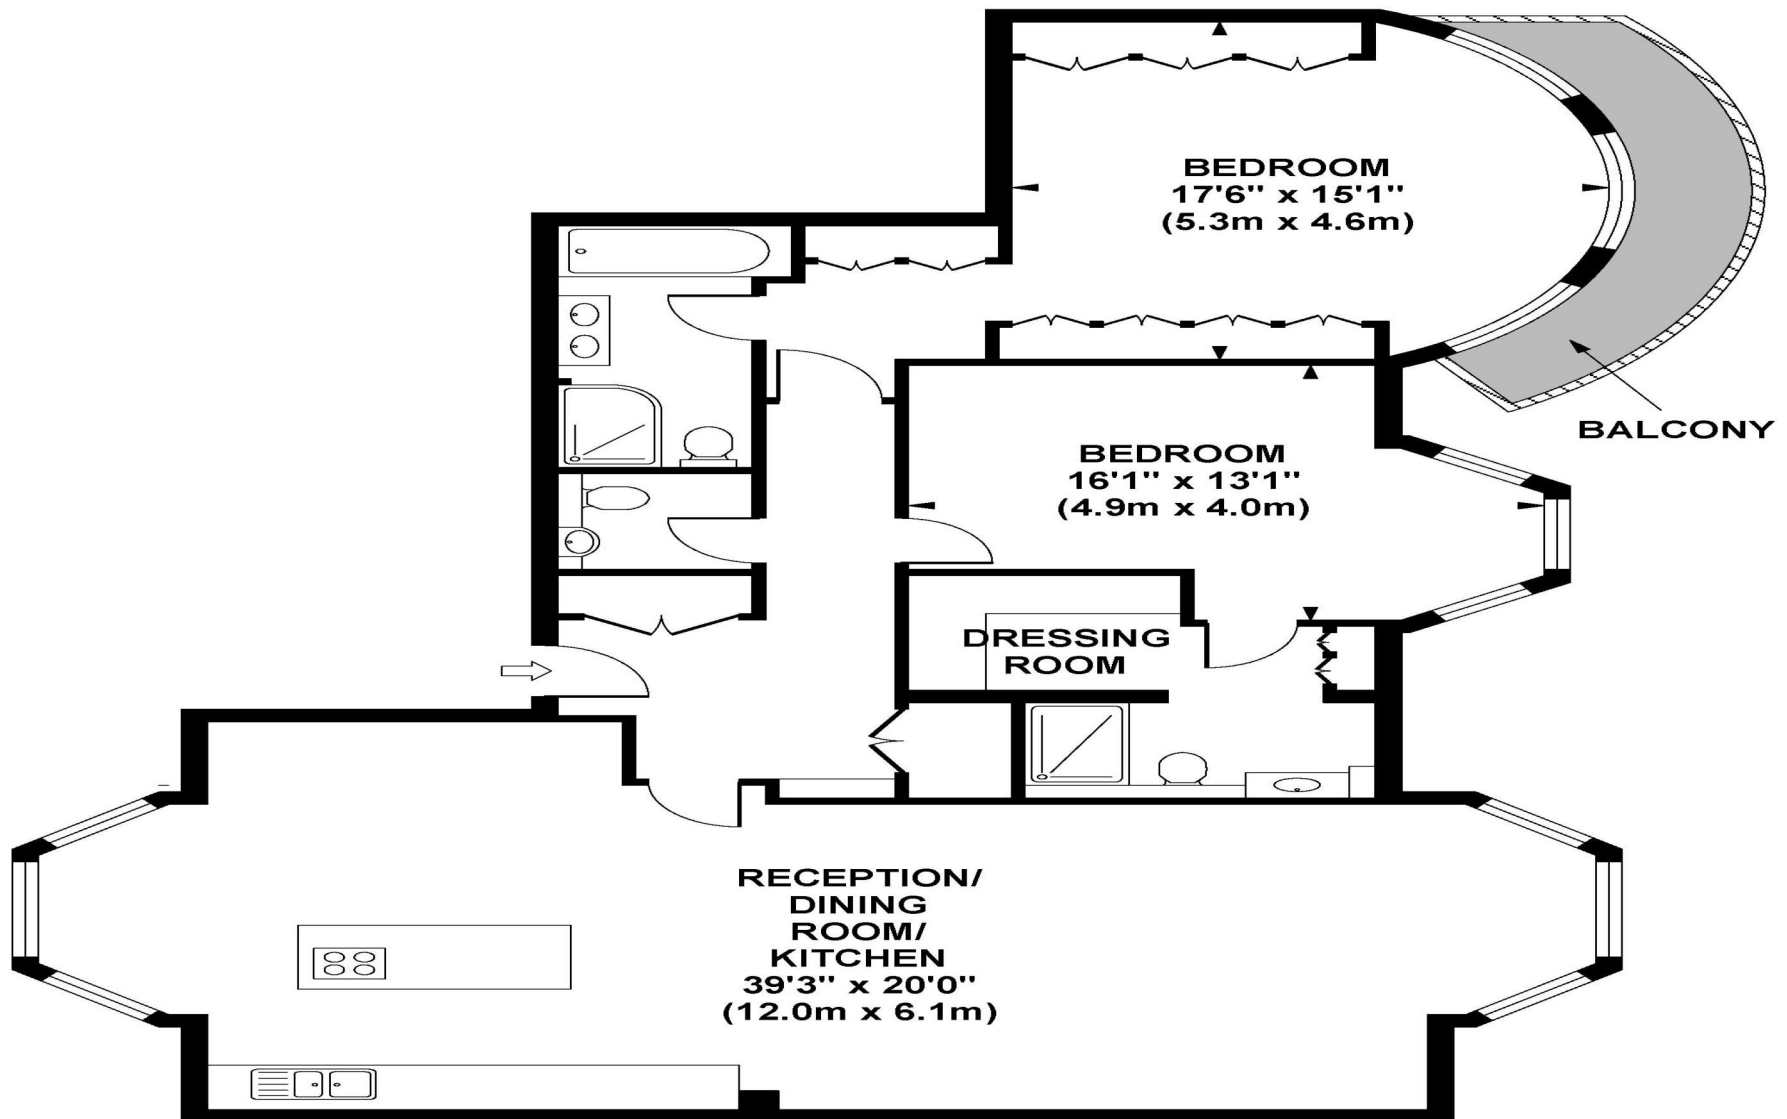 BEDROOM
17'6" x 15'1"
(5.3m x 4.6m)
BALCONY
BEDROOM
16'1" x 13'1"
(4.9m x 4.0m)
DRESSING
ROOM
RECEPTION/
DINING
ROOM/
KITCHEN
39'3" x 20'0"
(12.0m x 6.1m)